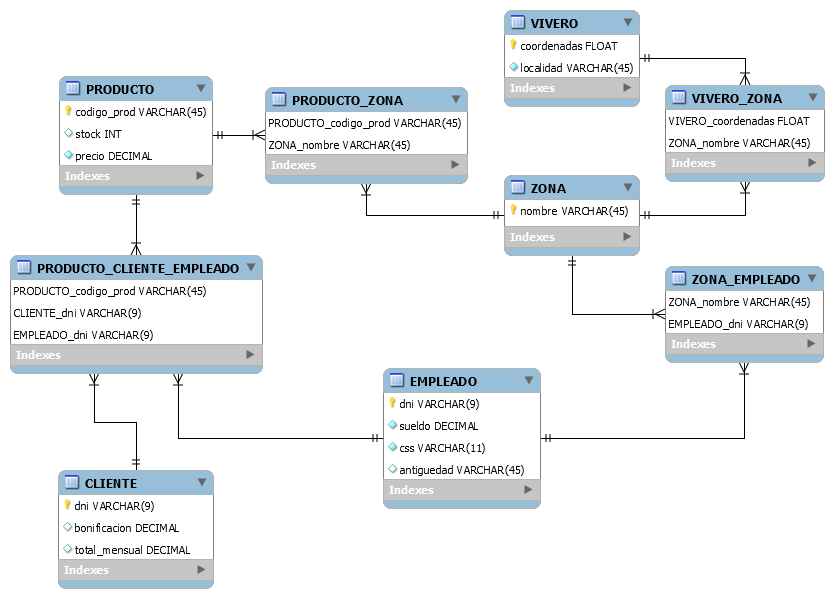 VIVERO
coordenadas FLOAT
localidad VARCHAR(45)
Indexes
PRODUCTO
codigo_prod VARCHAR(45)
stock INT
precio DECIMAL
Indexes
PRODUCTO_ZONA
PRODUCTO_codigo_prod VARCHAR(45)
ZONA_nombre VARCHAR(45)
Indexes
VIVERO_ZONA
VIVERO_coordenadas FLOAT
ZONA_nombre VARCHAR(45)
Indexes
ZONA
nombre VARCHAR(45)
Indexes
PRODUCTO_CLIENTE_EMPLEADO
PRODUCTO_codigo_prod VARCHAR(45)
CLIENTE_dni VARCHAR(9)
EMPLEADO_dni VARCHAR(9)
Indexes
ZONA_EMPLEADO
ZONA_nombre VARCHAR(45)
EMPLEADO_dni VARCHAR(9)
Indexes
EMPLEADO
dni VARCHAR(9)
sueldo DECIMAL
css VARCHAR(11)
antiguedad VARCHAR(45)
Indexes
CLIENTE
dni VARCHAR(9)
bonificacion DECIMAL
total_mensual DECIMAL
Indexes